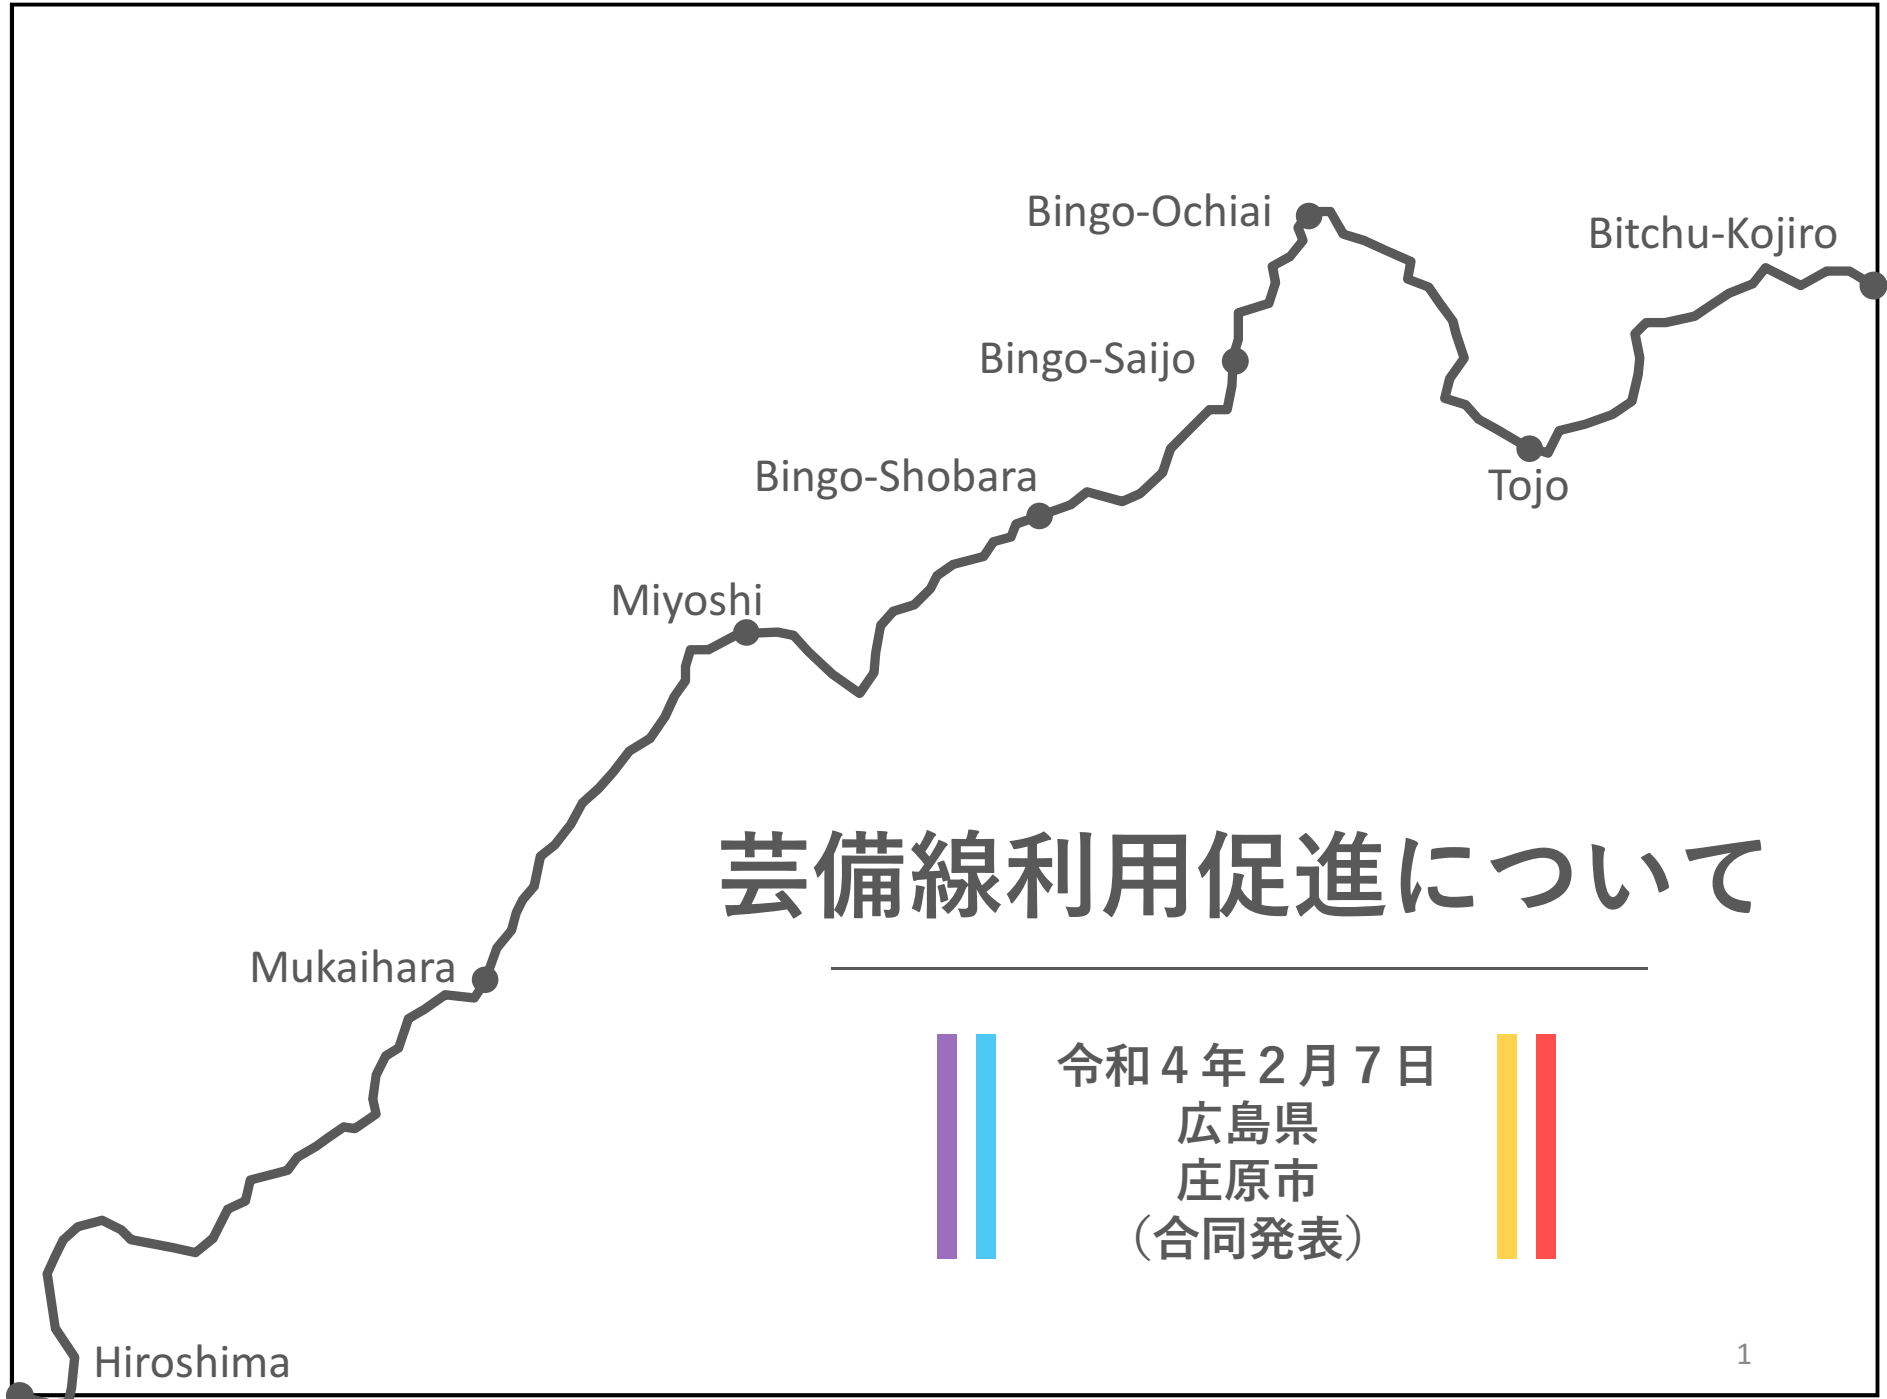 Bingo-Ochiai
Bitchu-Kojiro
Bingo-Saijo
Bingo-Shobara
Tojo
Miyoshi
芸備線利用促進について
Mukaihara
令和４年２月７日
広島県
庄原市
（合同発表）
Hiroshima
1